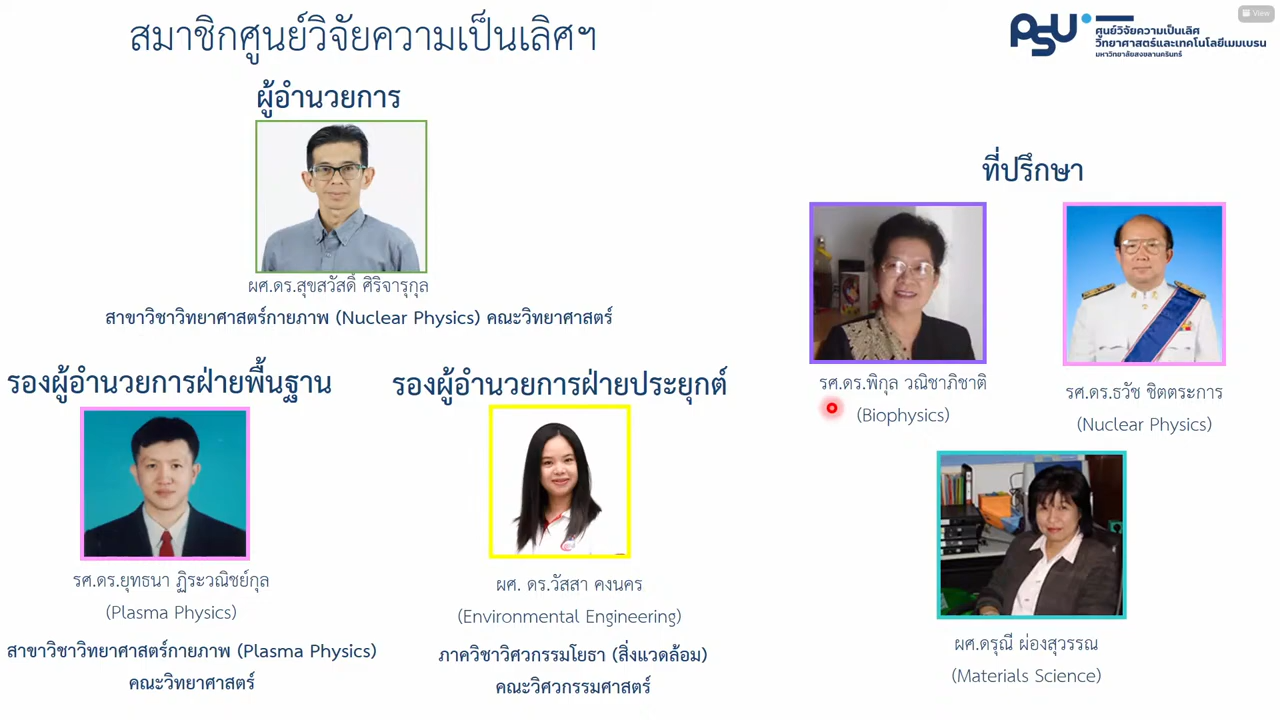 สมาชิกศูนย์วิจัยความเป็นเลิศฯ
View
PSU
ศูนย์วิจัยความเป็นเลิศ
วิทยาศาสตร์และเทคโนโลยีเมมเบรน
มหาวิทยาลัยสงขลานครินทร์
ผู้อำนวยการ
ผศ.ดร.สุขสวัสดิ์ ศิริจารุกุล
สาขาวิชาวิทยาศาสตร์กายภาพ (Nuclear Physics) คณะวิทยาศาสตร์
รองผู้อำนวยการฝ่ายพื้นฐาน
รศ.ดร.ยุทธนา ฏิระวณิชย์กุล
(Plasma Physics)
สาขาวิชาวิทยาศาสตร์กายภาพ (Plasma Physics)
คณะวิทยาศาสตร์
รองผู้อำนวยการฝ่ายประยุกต์
ผศ. ดร.วัสสา คงนคร
(Environmental Engineering)
ภาควิชาวิศวกรรมโยธา (สิ่งแวดล้อม)
คณะวิศวกรรมศาสตร์
ที่ปรึกษา
รศ.ดร.พิกุล วณิชาภิชาติ
(Biophysics)
รศ.ดร.ธวัช ชิตตระการ
(Nuclear Physics)
ผศ.ดรุณี ผ่องสุวรรณ
(Materials Science)